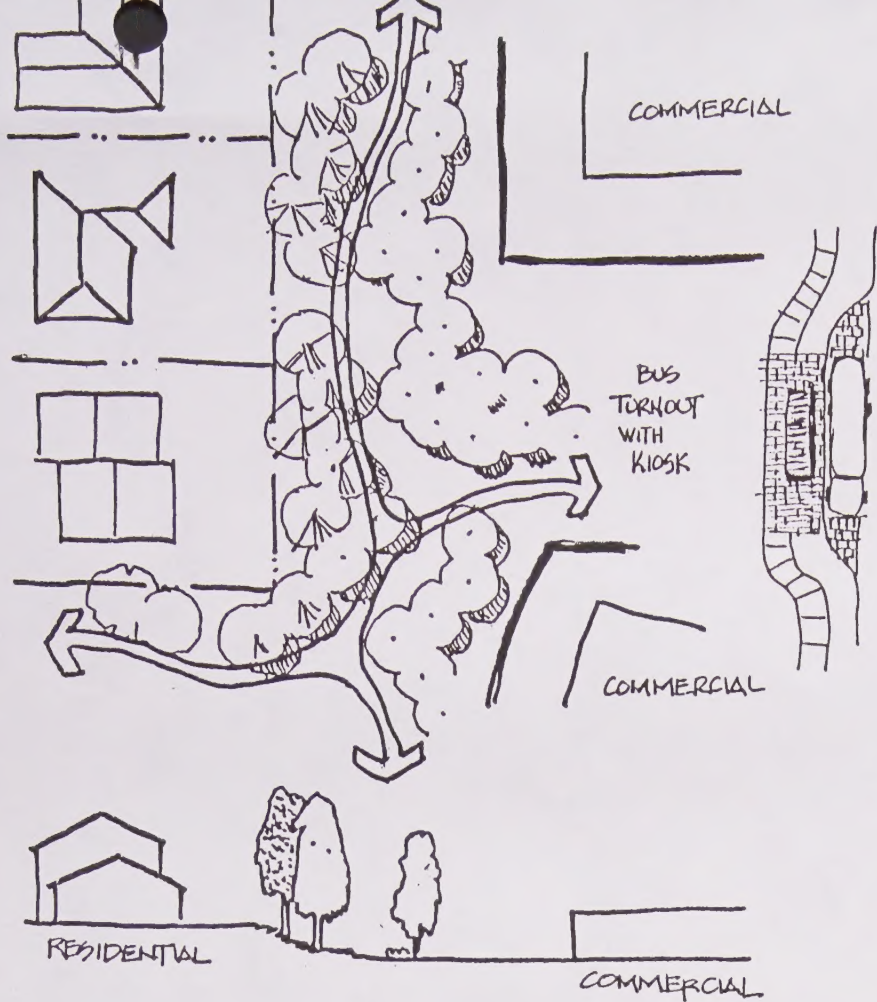 COMMERCIAL
BUS
TURNOUT
WITH
KIOSK
COMMERCIAL
RESIDENTIAL
COMMERCIAL